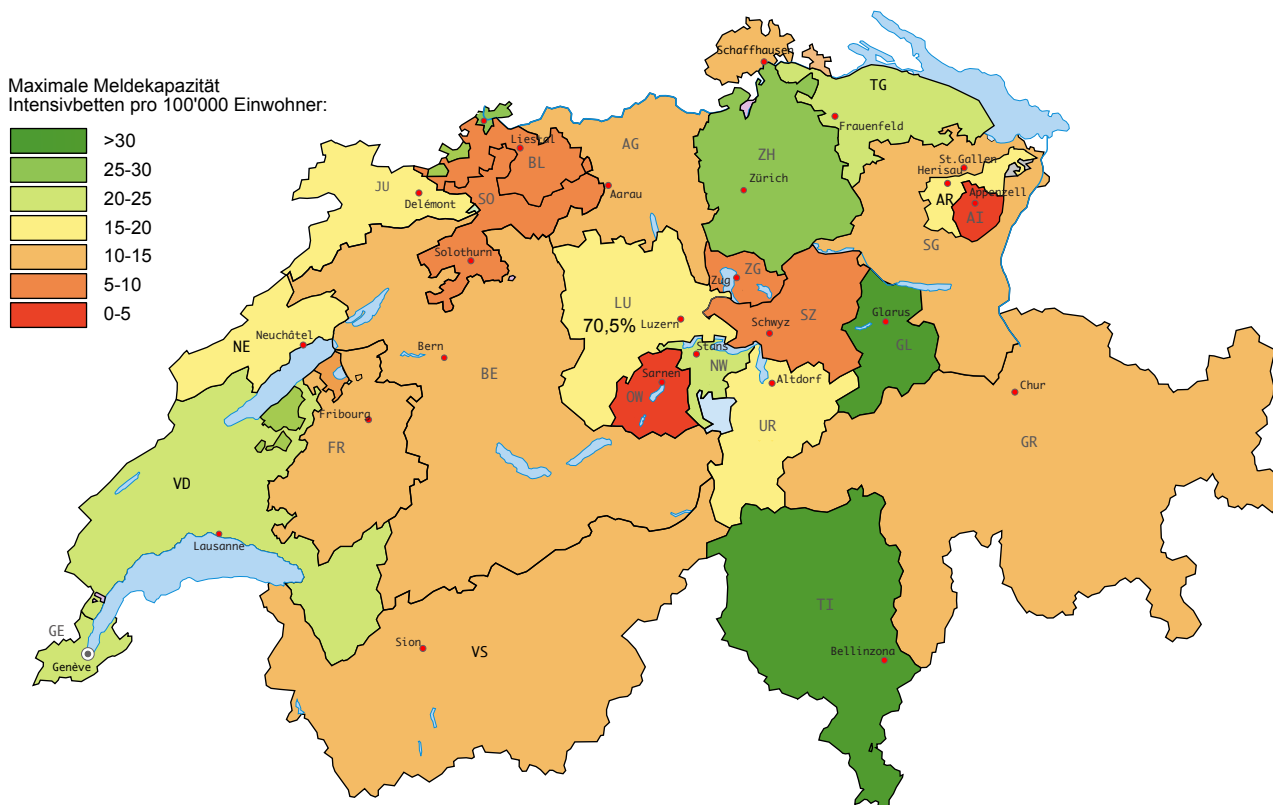 Maximale Meldekapazität
Intensivbetten pro 100'000 Einwohner:
>30
25-30
20-25
15-20
10-15
5-10
0-5
Schaffhausen
TG
Frauenfeld
Liestal
BL
AG
ZH
Zürich
St.Gallen
Herisau
Appenzell
AR
AI
JU
Delémont
SO
Aarau
SG
Solothurn
ZG
Zug
LU
70,5%
Luzern
Schwyz
SZ
Glarus
GL
NE
Neuchâtel
Bern
BE
Stans
NW
Sarnen
OW
Altdorf
UR
Chur
GR
Fribourg
FR
VD
Lausanne
GE
Genève
Sion
VS
TI
Bellinzona